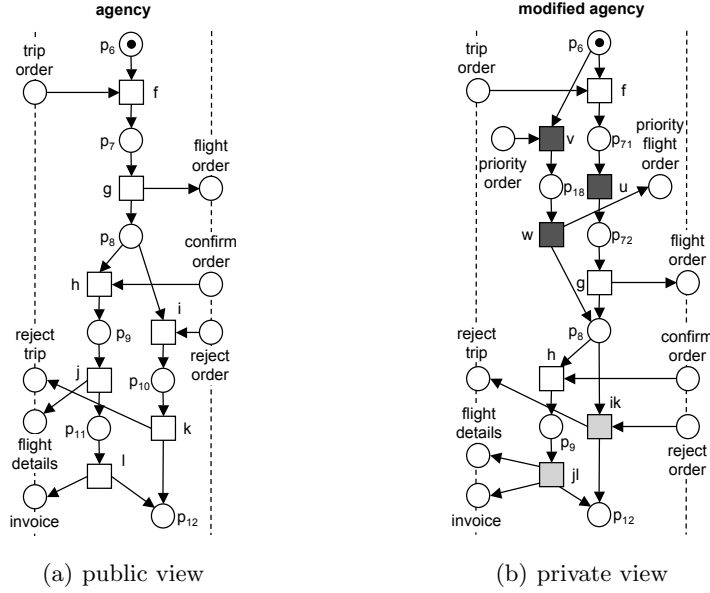 agency
p6
trip
order
f
p7
flight
order
g
p8
confirm
order
h
i
p9
reject
trip
reject
order
j
p10
p11
k
flight
details
l
invoice
p12
(a) public view
modified agency
p6
trip
order
f
priority
flight
order
v
p71
priority
order
p18
u
w
p72
flight
order
g
p8
reject
trip
confirm
order
h
ik
flight
details
p9
reject
order
jl
invoice
p12
(b) private view